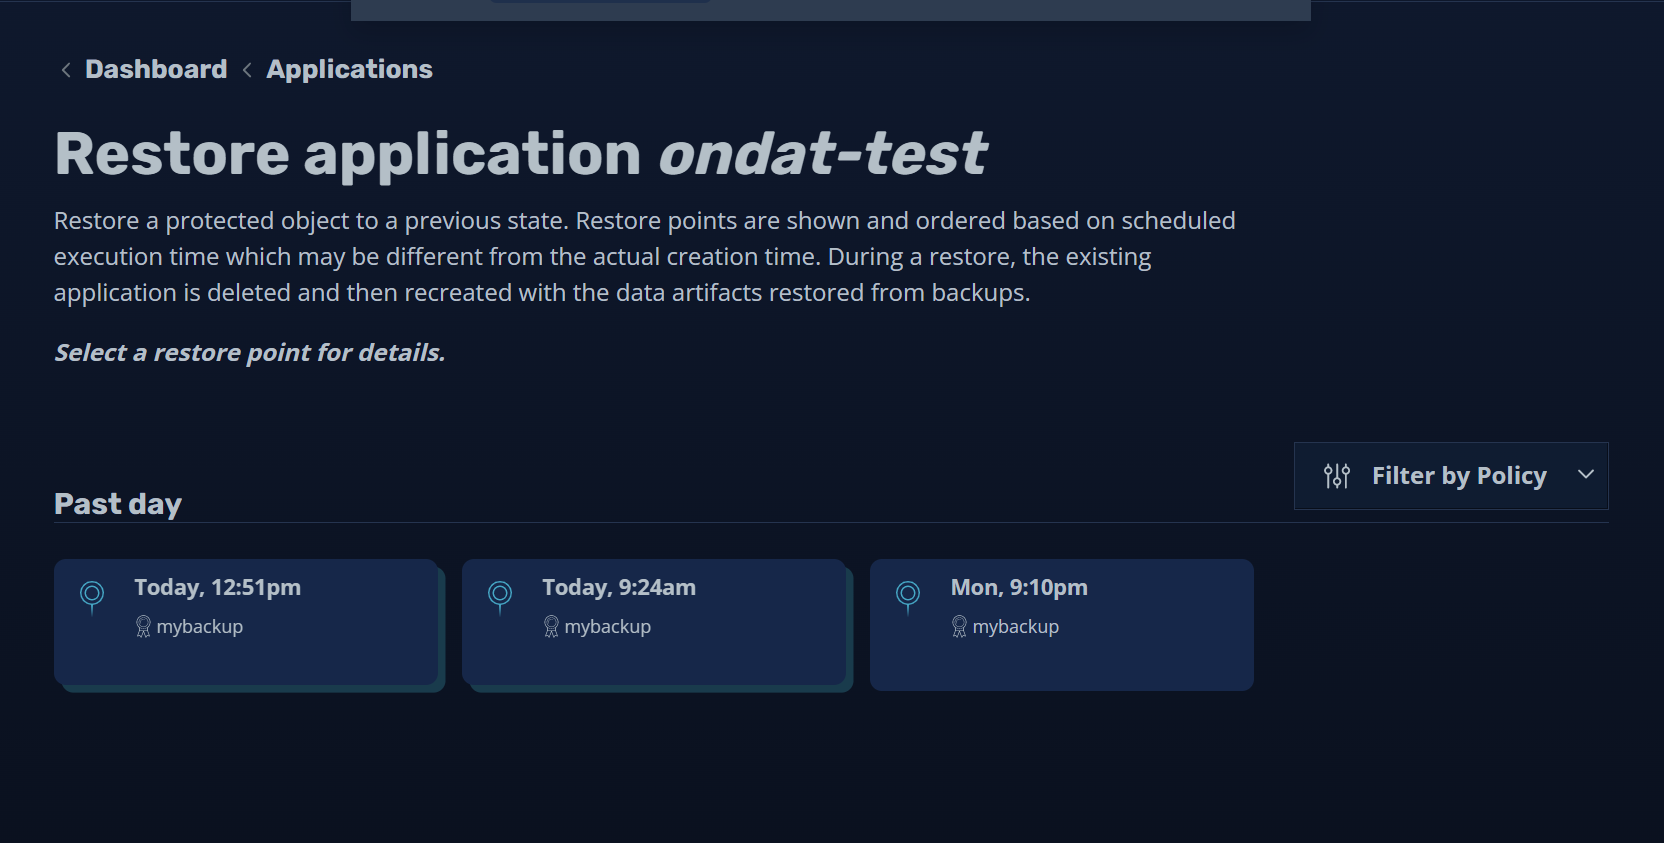 Dashboard Applications
Restore application ondat-test
Restore a protected object to a previous state. Restore points are shown and ordered based on scheduled
execution time which may be different from the actual creation time. During a restore, the existing
application is deleted and then recreated with the data artifacts restored from backups.
Select a restore point for details.
Filter by Policy
Past day
Today, 12:51pm
mybackup
Today, 9:24am
mybackup
Mon, 9:10pm
mybackup